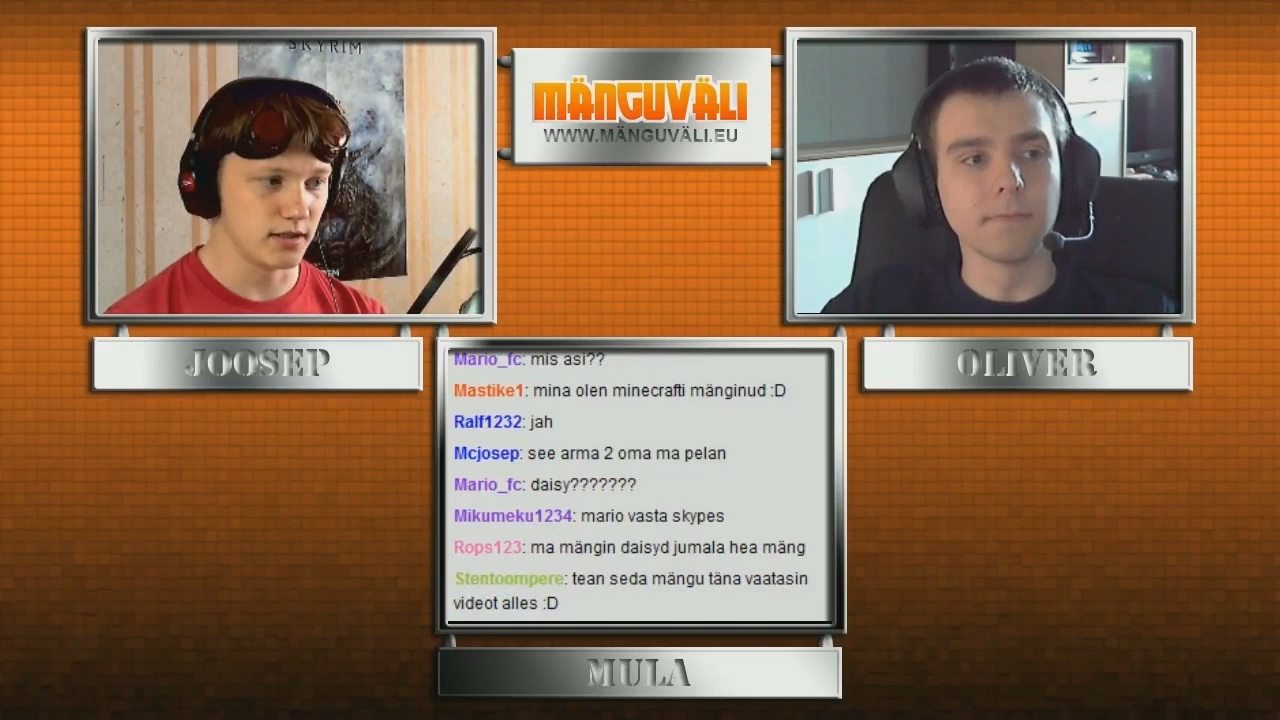 SKYRIM
MÄNGUVÄLI
WWW.MÄNGUVÄLI.EU
JOOSEP
OLIVER
Mario_fc: mis asi??
Mastike1: mina olen minecrafti mänginud :D
Ralf1232: jah
Mcjosep: see arma 2 oma ma pelan
Mario_fc: daisy???????
Mikumeku1234: mario vasta skypes
Rops123: ma mängin daisyd jumala hea mäng
Stentoompere: tean seda mängu täna vaatasin
videot alles :D
MULA